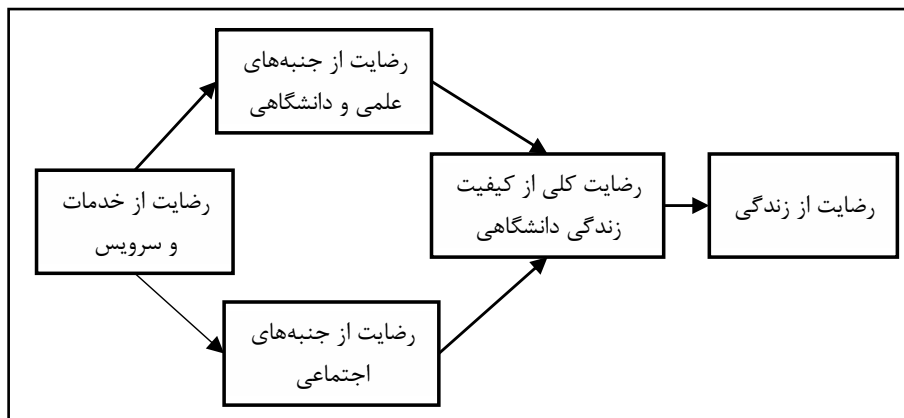 رضایت از جنبه‌های
علمی و دانشگاهی
رضایت کلی از کیفیت
زندگی دانشگاهی
رضایت از زندگی
رضایت از خدمات
و سرویس
رضایت از جنبه‌های
اجتماعی